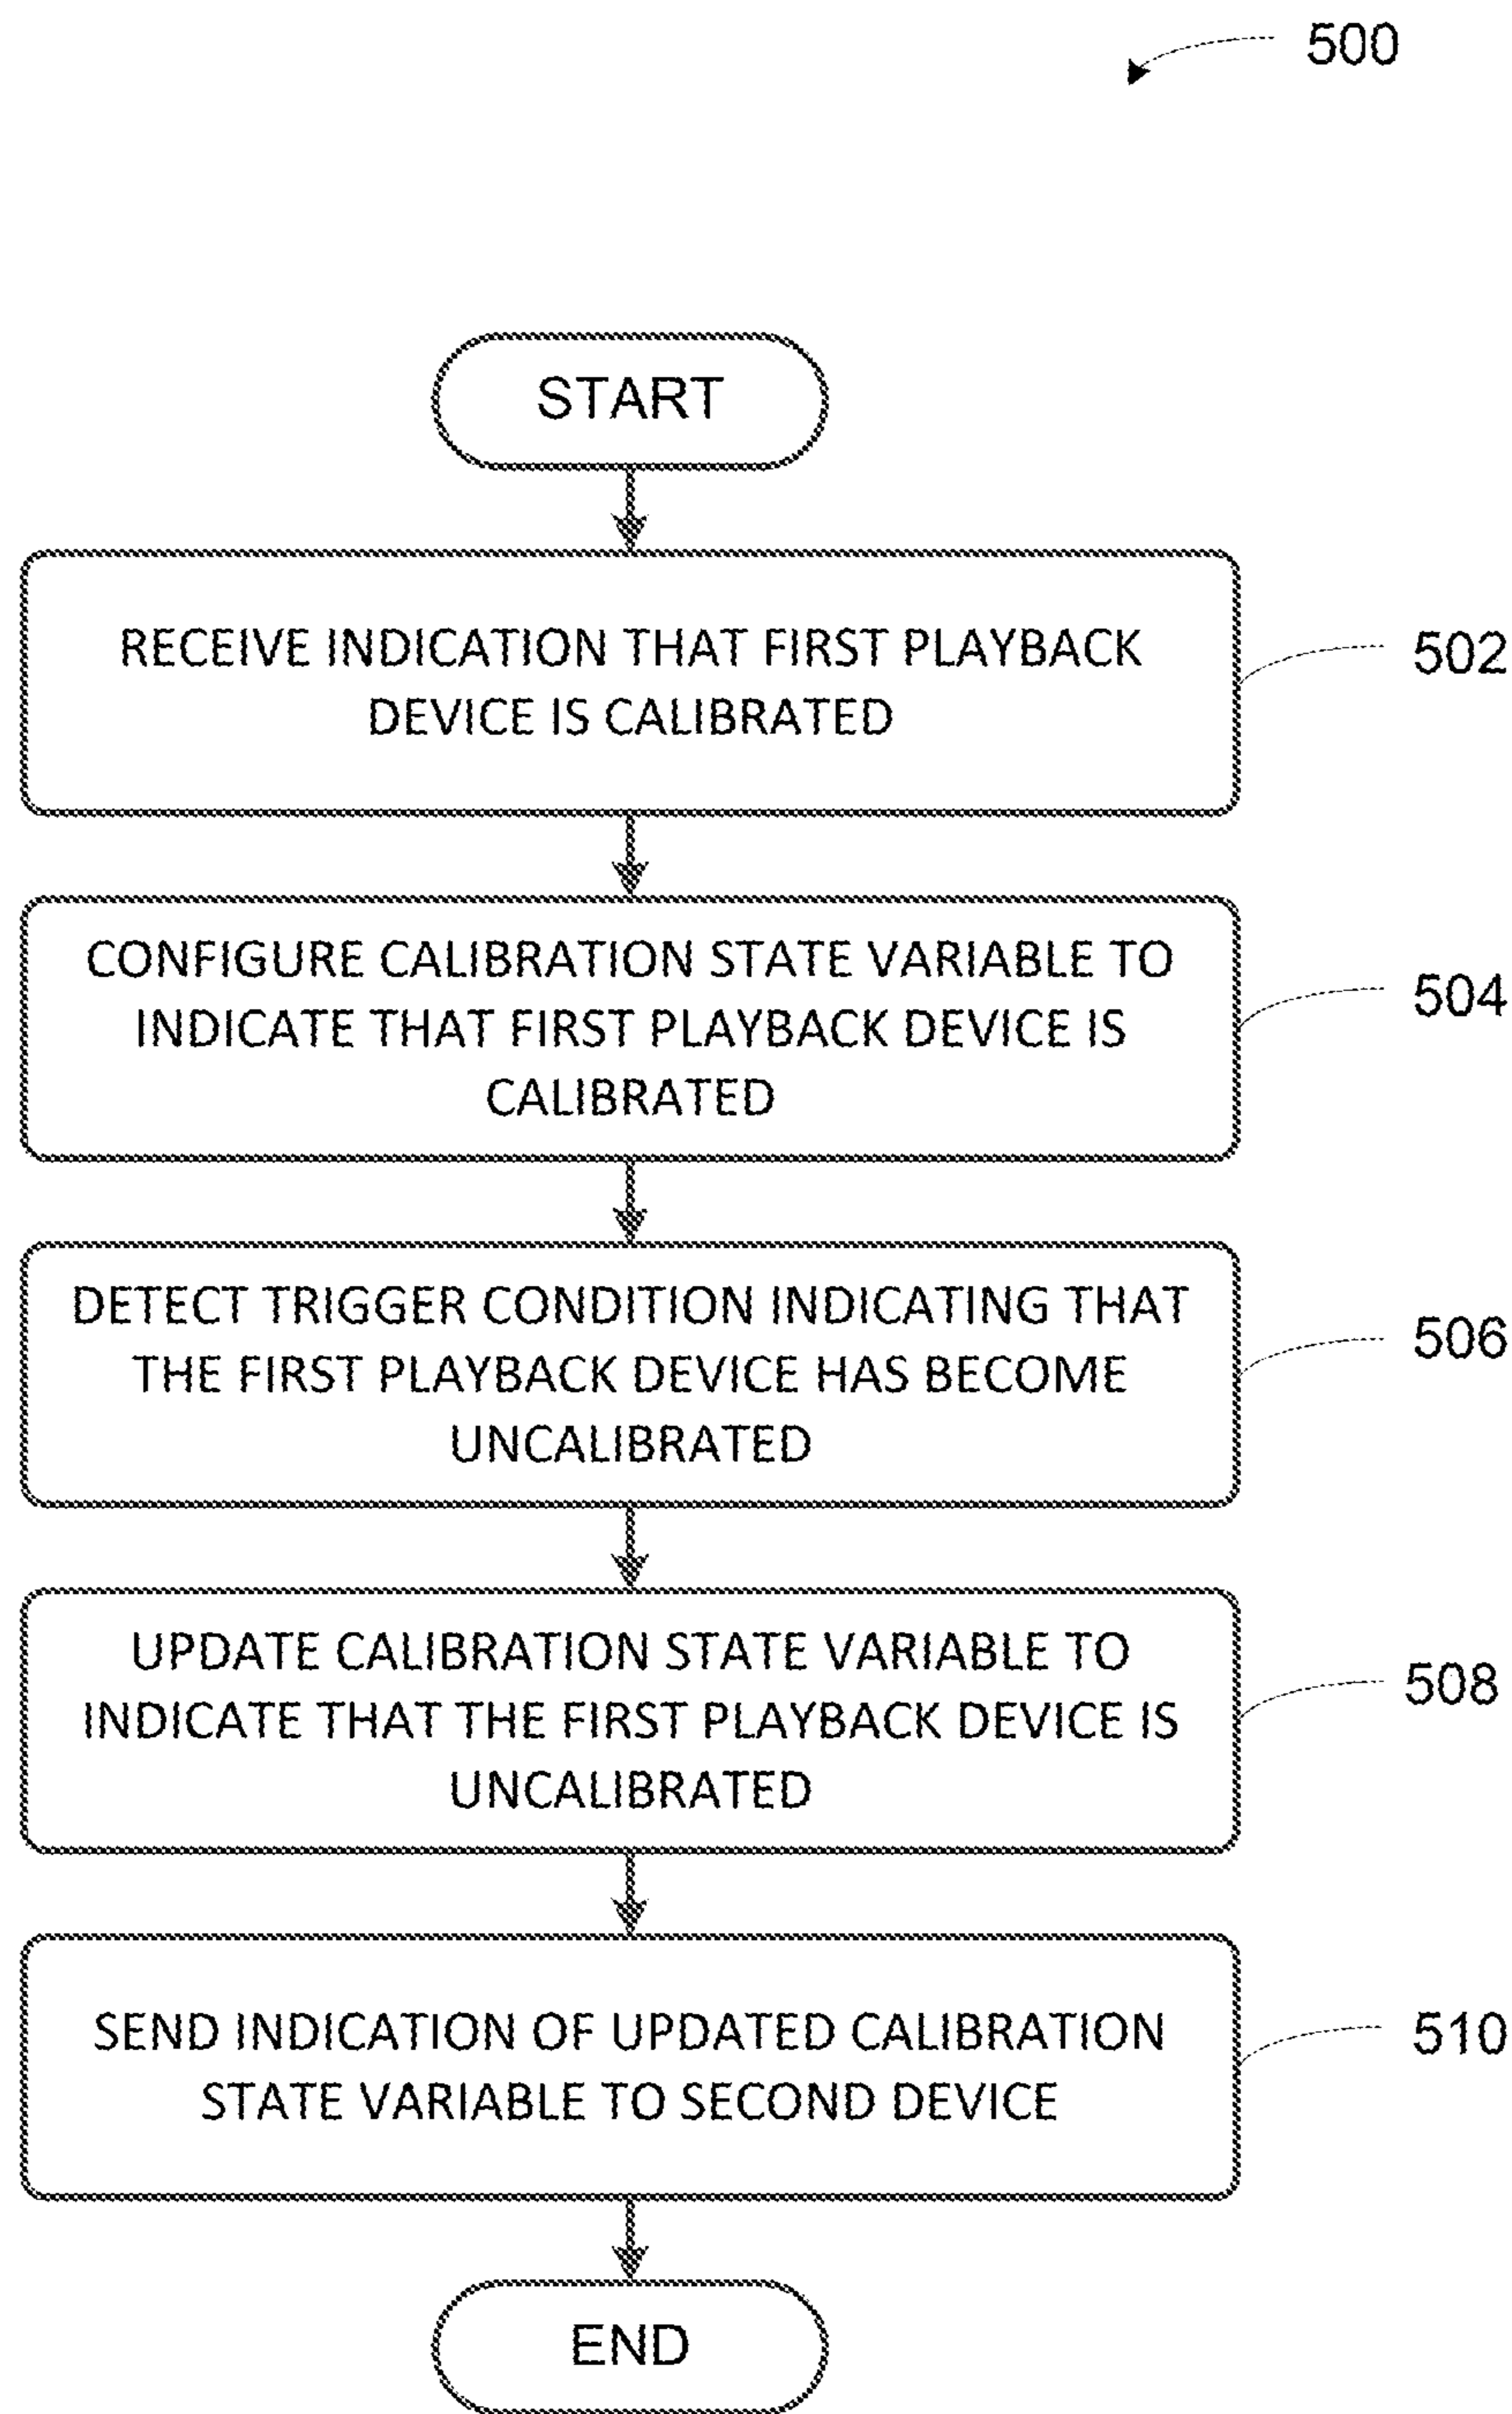 500
START
RECEIVE INDICATION THAT FIRST PLAYBACK
DEVICE IS CALIBRATED
502
CONFIGURE CALIBRATION STATE VARIABLE TO
INDICATE THAT FIRST PLAYBACK DEVICE IS
CALIBRATED
504
DETECT TRIGGER CONDITION INDICATING THAT
THE FIRST PLAYBACK DEVICE HAS BECOME
UNCALIBRATED
506
UPDATE CALIBRATION STATE VARIABLE TO
INDICATE THAT THE FIRST PLAYBACK DEVICE IS
UNCALIBRATED
508
SEND INDICATION OF UPDATED CALIBRATION
STATE VARIABLE TO SECOND DEVICE
510
END